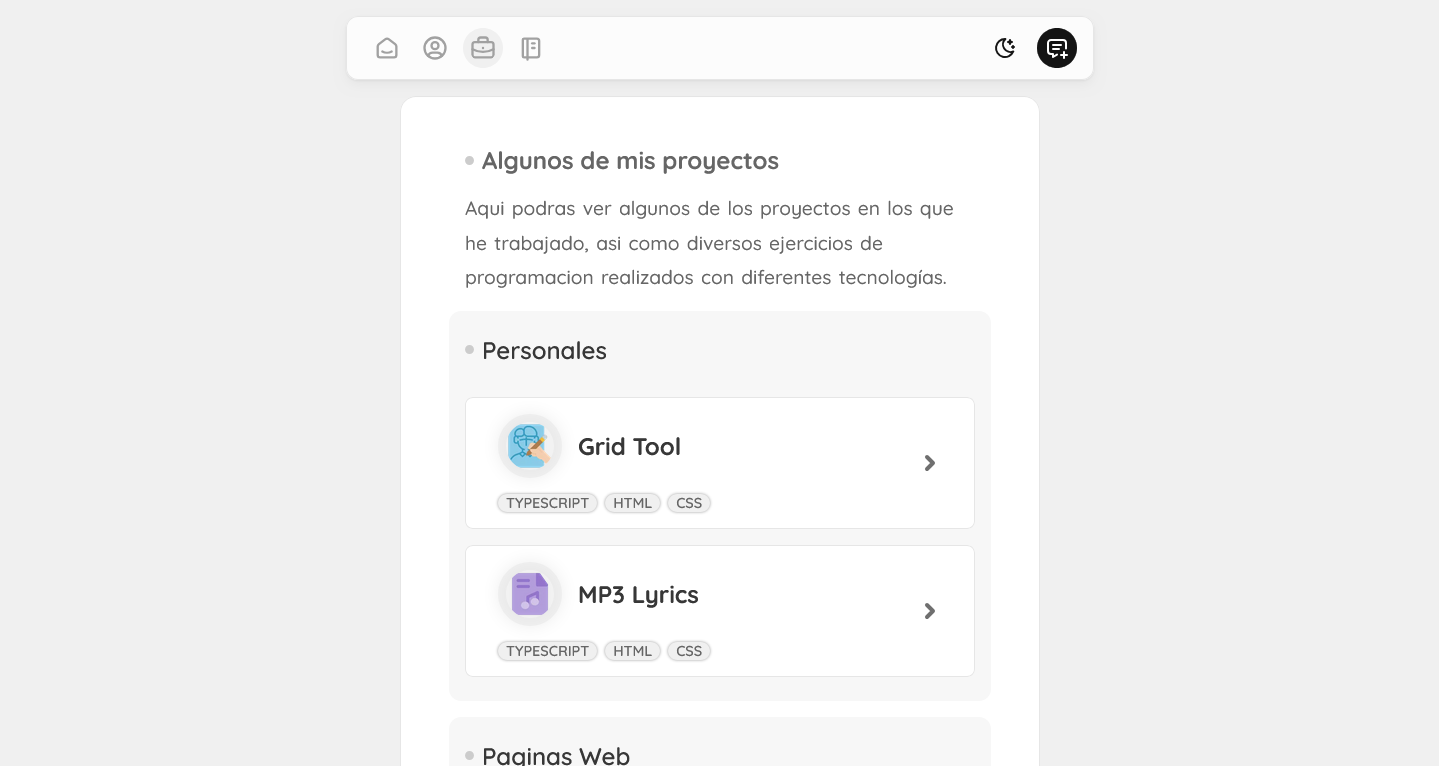 Algunos de mis proyectos
Aqui podras ver algunos de los proyectos en los que
he trabajado, asi como diversos ejercicios de
programacion realizados con diferentes tecnologías.
Personales
Grid Tool
TYPESCRIPT HTML CSS
MP3 Lyrics
TYPESCRIPT HTML CSS
Paginas Web